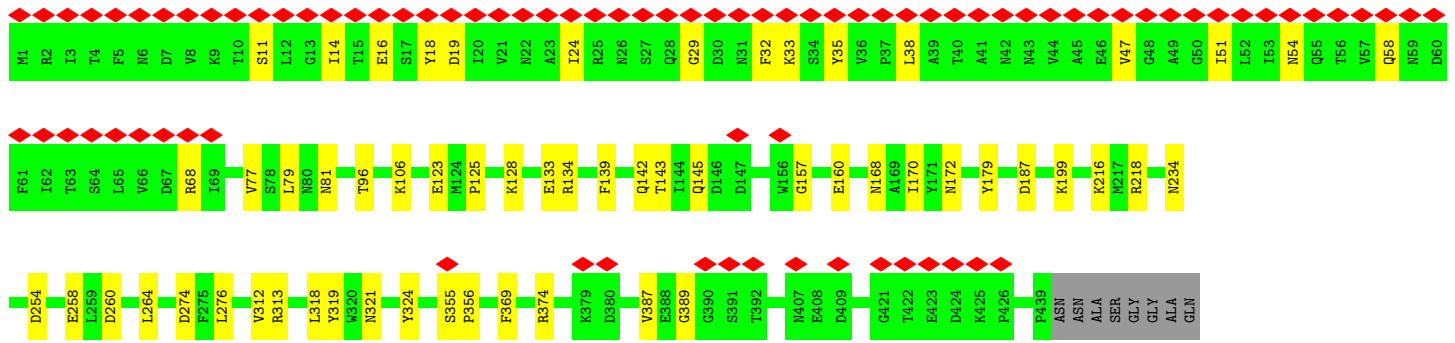 M1 R2 I3 T4 F5 N6 D7 V8 K9 T10 S11 L12 G13 I14 T15 E16 S17 Y18 D19 I20 V21 N22 A23 I24 R25 N26 S27 Q28 G29 D30 N31 F32 K33 S34 Y35 V36 P37 L38 A39 T40 A41 N42 N43 V44 A45 E46 V47 G48 A49 G50 I51 L52 I53 N54 Q55 T56 V57 Q58 N59 D60
F61 I62 T63 S64 L65 V66 D67 R68 I69 V77 S78 L79 N80 N81 T96 K106 E123 M124 P125 K128 E133 R134 F139 Q142 T143 I144 Q145 D146 D147 W156 G157 E160 N168 A169 I170 Y171 N172 Y179 D187 K199 K216 M217 R218 N234
D254 E258 L259 D260 L264 D274 F275 L276 V312 R313 L318 Y319 W320 N321 Y324 S355 P356 F369 R374 K379 D380 V387 E388 G389 G390 S391 T392 N407 E408 D409 G421 T422 E423 D424 K425 P426 P439 ASN ASN ALA SER GLY GLY ALA GLN